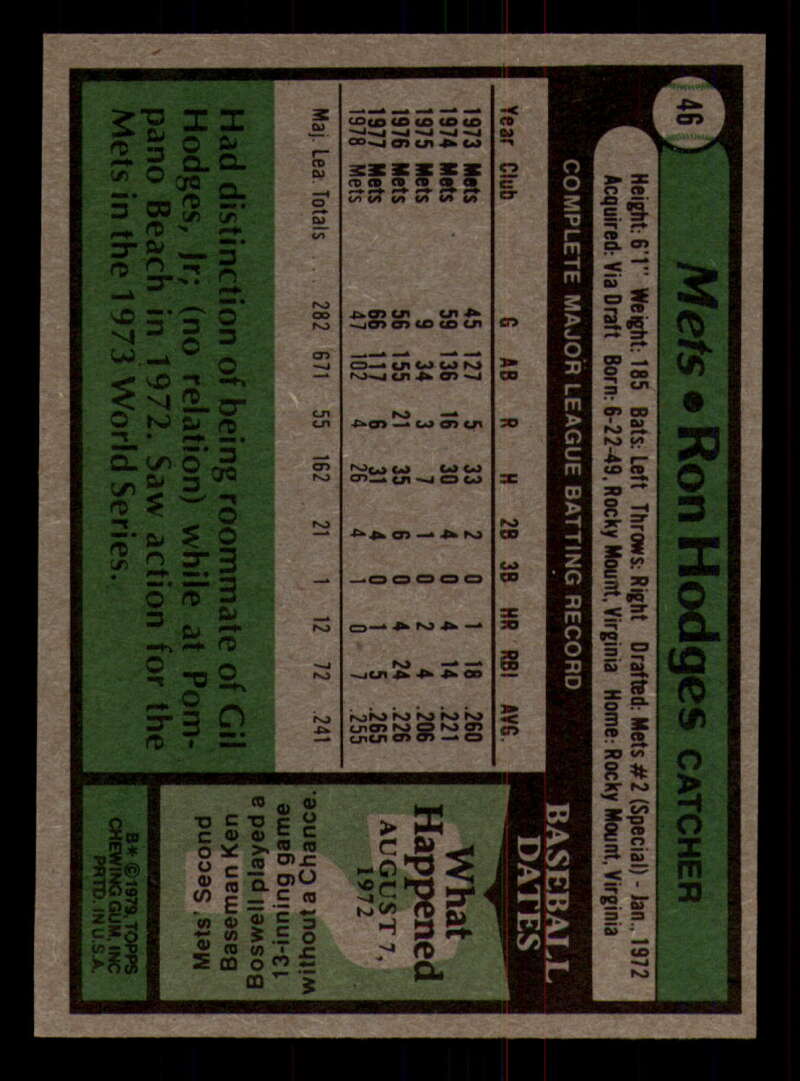 46
Mets • Ron Hodges CATCHER
Height: 6'1" Weight: 185 Bats: Left Throws: Right Drafted: Mets #2 (Special) - Jan., 1972
Acquired: Via Draft Born: 6-22-49, Rocky Mount, Virginia Home: Rocky Mount, Virginia
COMPLETE MAJOR LEAGUE BATTING RECORD
Year Club G AB R H 2B 3B HR RBI AVG.
1973 Mets 45 127 5 33 2 0 1 18 .260
1974 Mets 59 136 16 30 4 0 4 14 .221
1975 Mets 9 34 3 7 1 0 2 4 .206
1976 Mets 56 155 21 35 6 0 4 24 .226
1977 Mets 66 117 6 31 4 0 1 5 .265
1978 Mets 47 102 4 26 4 1 0 7 .255
Maj. Lea. Totals . . . 282 671 55 162 21 1 12 72 .241
Had distinction of being roommate of Gil
Hodges, Jr; (no relation) while at Pom-
pano Beach in 1972. Saw action for the
Mets in the 1973 World Series.
BASEBALL
DATES
What
Happened
AUGUST 7,
1972
Mets' Second
Baseman Ken
Boswell played a
13-inning game
without a Chance.
B* © 1979, TOPPS
CHEWING GUM, INC
PRTD. IN U.S.A.